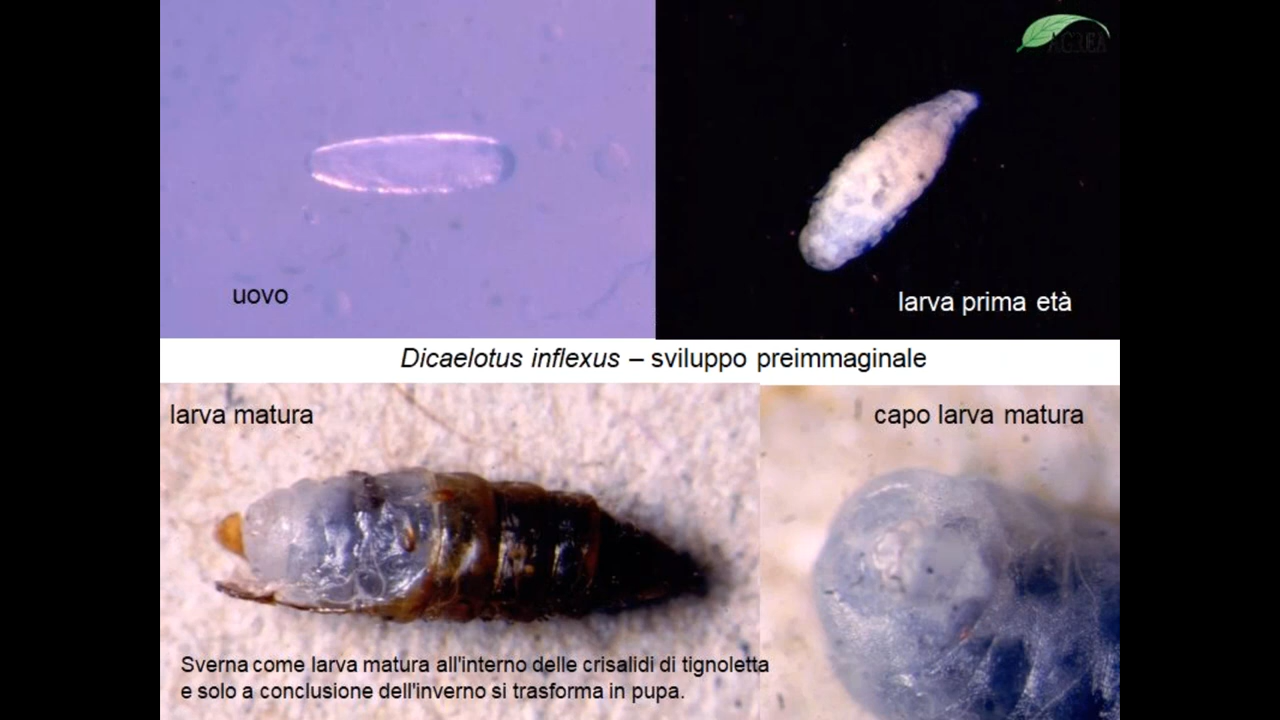 AGREA
uovo
larva prima età
Dicaelotus inflexus – sviluppo preimmaginale
larva matura
capo larva matura
Sverna come larva matura all'interno delle crisalidi di tignoletta
e solo a conclusione dell'inverno si trasforma in pupa.